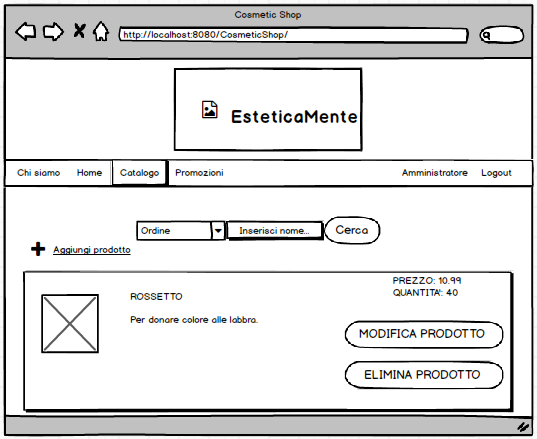 Cosmetic Shop
http://localhost:8080/CosmeticShop/
EsteticaMente
Chi siamo Home Catalogo Promozioni Amministratore Logout
Ordine Inserisci nome... Cerca
Aggiungi prodotto
PREZZO: 10.99
ROSSETTO QUANTITA': 40
Per donare colore alle labbra.
MODIFICA PRODOTTO
ELIMINA PRODOTTO